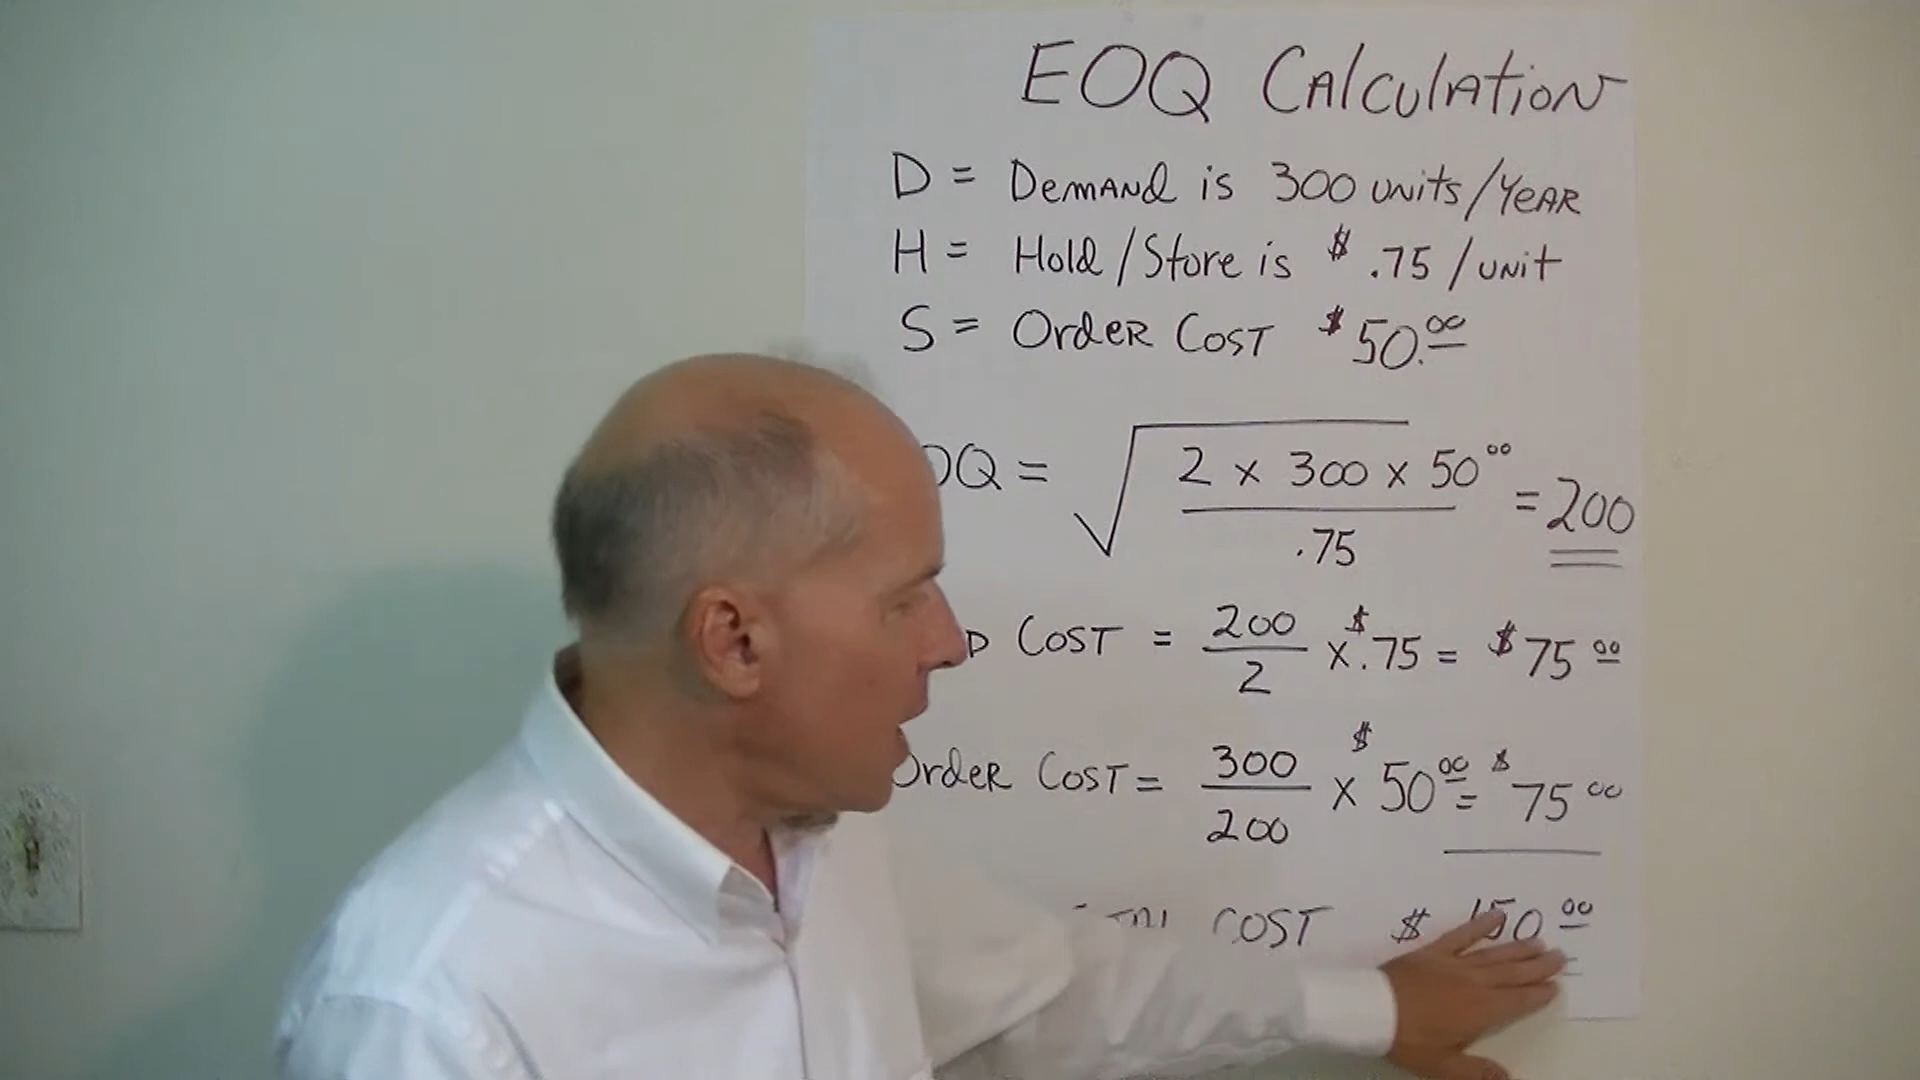 EOQ Calculation
D = Demand is 300 units/Year
H = Hold/Store is $ .75/unit
S = Order Cost $50.00
OQ = √ 2 x 300 x 50 00 / .75 = 200
D Cost = 200 / 2 x $.75 = $75 00
Order Cost = 300 / 200 x $50 00 = $75 00
Cost $ 150 00